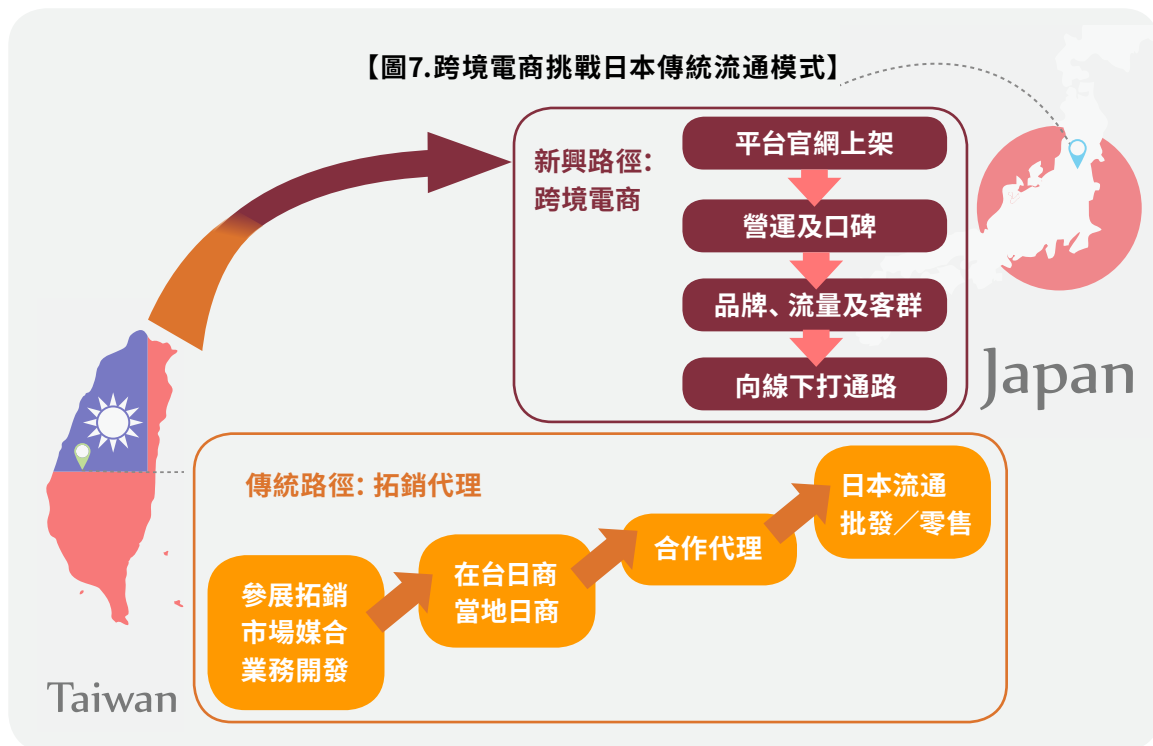 【圖7.跨境電商挑戰日本傳統流通模式】
新興路徑：
跨境電商
平台官網上架
營運及口碑
品牌、流量及客群
向線下打通路
Japan
傳統路徑：拓銷代理
參展拓銷
市場媒合
業務開發
在台日商
當地日商
合作代理
日本流通
批發／零售
Taiwan